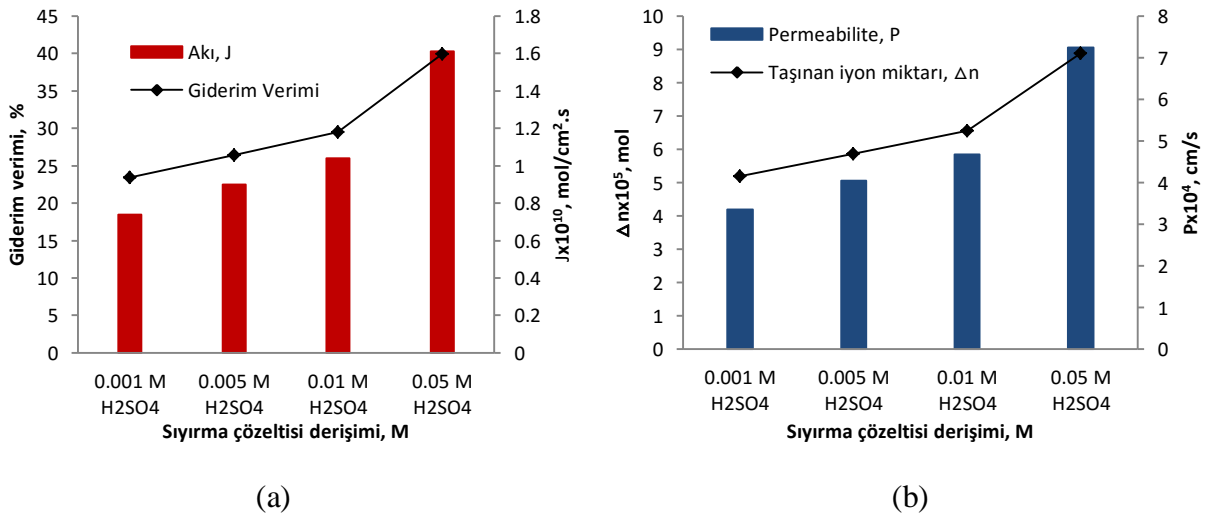 45
40
35
30
25
20
15
10
5
0
Giderim verimi, %
Akı, J
Giderim Verimi
1.8
1.6
1.4
1.2
1
0.8
0.6
0.4
0.2
0
Jx10¹⁰, mol/cm².s
0.001 M 0.005 M 0.01 M 0.05 M
H2SO4 H2SO4 H2SO4 H2SO4
Sıyırma çözeltisi derişimi, M
(a)
10
9
8
7
6
5
4
3
2
1
0
△nx10⁵, mol
Permeabilite, P
Taşınan iyon miktarı, △n
8
7
6
5
4
3
2
1
0
Px10⁴, cm/s
0.001 M 0.005 M 0.01 M 0.05 M
H2SO4 H2SO4 H2SO4 H2SO4
Sıyırma çözeltisi derişimi, M
(b)